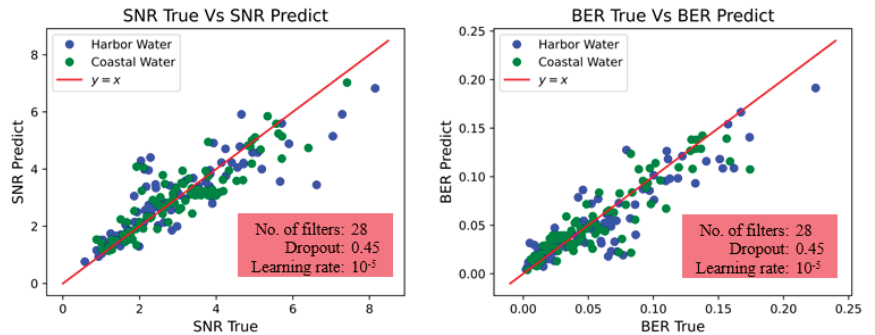 SNR True Vs SNR Predict
Harbor Water
Coastal Water
y = x
SNR Predict
8
6
4
2
0
No. of filters: 28
Dropout: 0.45
Learning rate: 10⁻⁵
0 2 4 6 8
SNR True
BER True Vs BER Predict
Harbor Water
Coastal Water
y = x
BER Predict
0.25
0.20
0.15
0.10
0.05
0.00
No. of filters: 28
Dropout: 0.45
Learning rate: 10⁻⁵
0.00 0.05 0.10 0.15 0.20 0.25
BER True